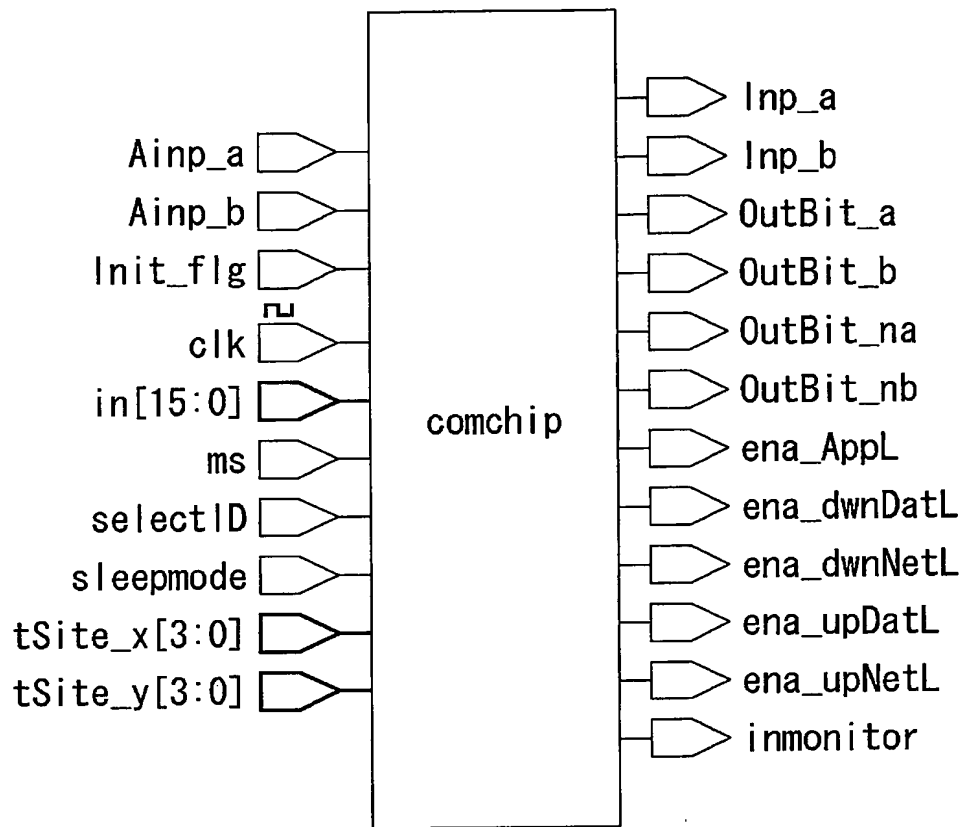 Ainp_a
Ainp_b
Init_flg
clk
in[15:0]
ms
selectID
sleepmode
tSite_x[3:0]
tSite_y[3:0]
comchip
Inp_a
Inp_b
OutBit_a
OutBit_b
OutBit_na
OutBit_nb
ena_AppL
ena_dwnDatL
ena_dwnNetL
ena_upDatL
ena_upNetL
inmonitor